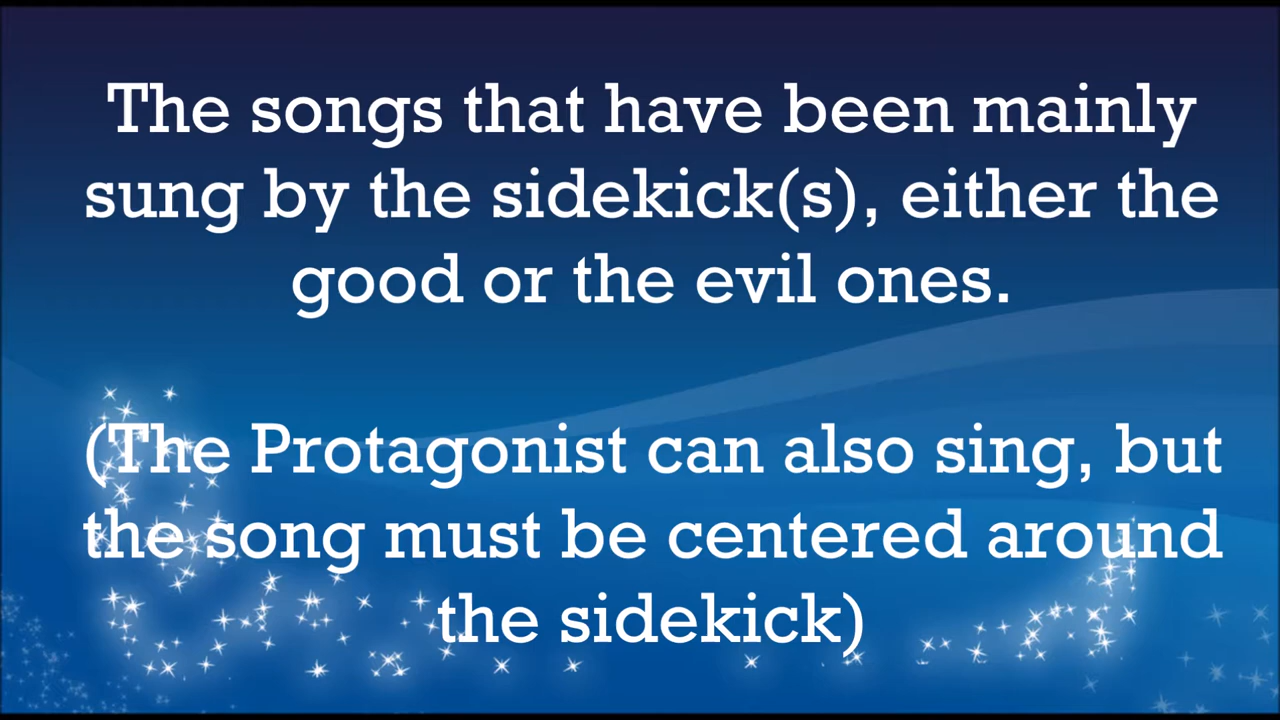 The songs that have been mainly
sung by the sidekick(s), either the
good or the evil ones.
(The Protagonist can also sing, but
the song must be centered around
the sidekick)